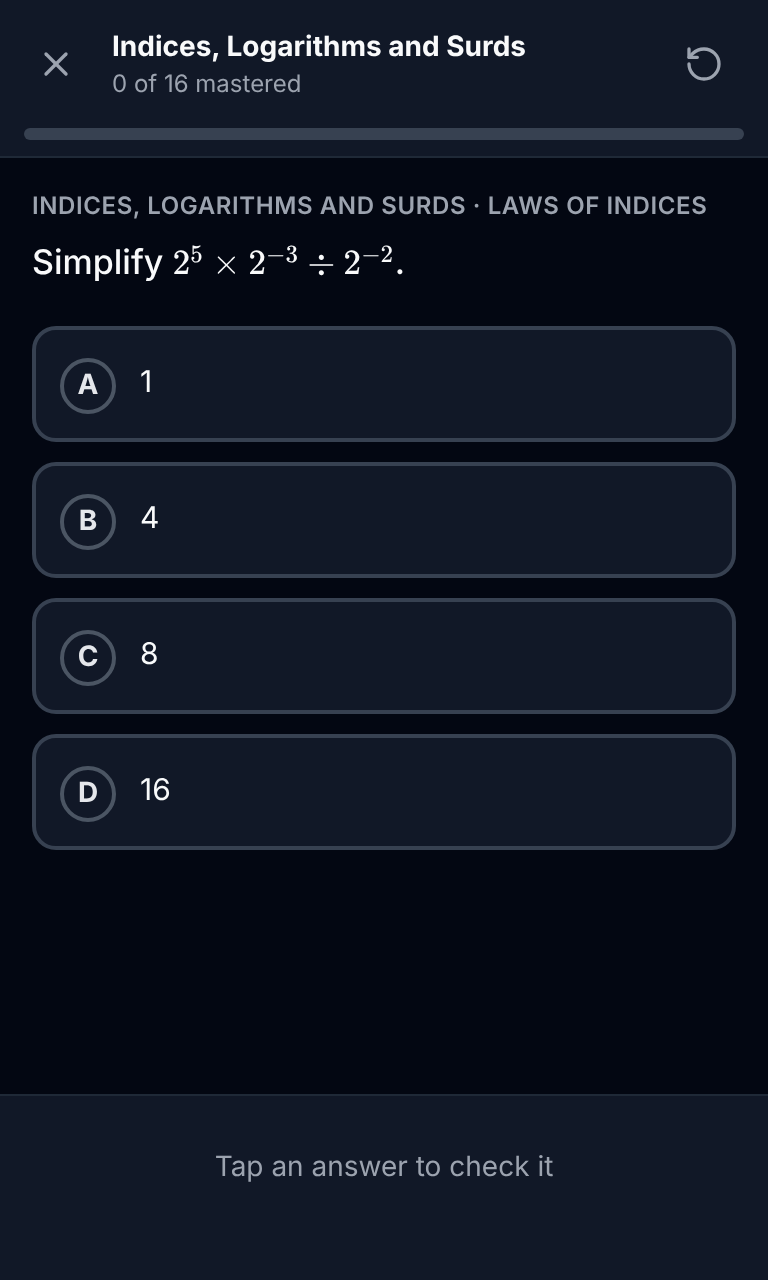 Indices, Logarithms and Surds
0 of 16 mastered
INDICES, LOGARITHMS AND SURDS · LAWS OF INDICES
Simplify 2⁵ × 2⁻³ ÷ 2⁻².
A 1
B 4
C 8
D 16
Tap an answer to check it